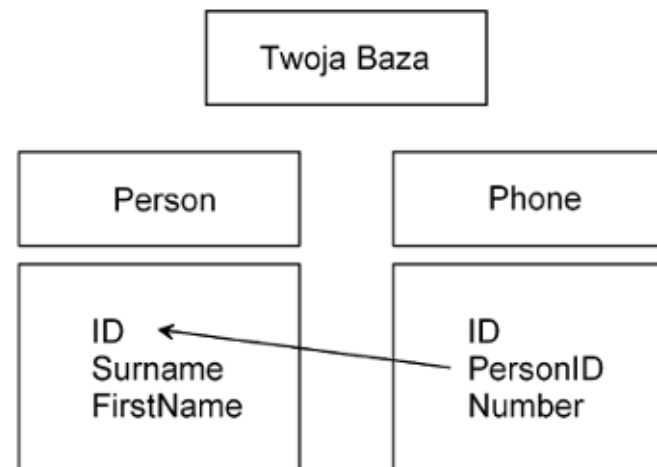 Twoja Baza
Person
Phone
ID
Surname
FirstName
ID
PersonID
Number